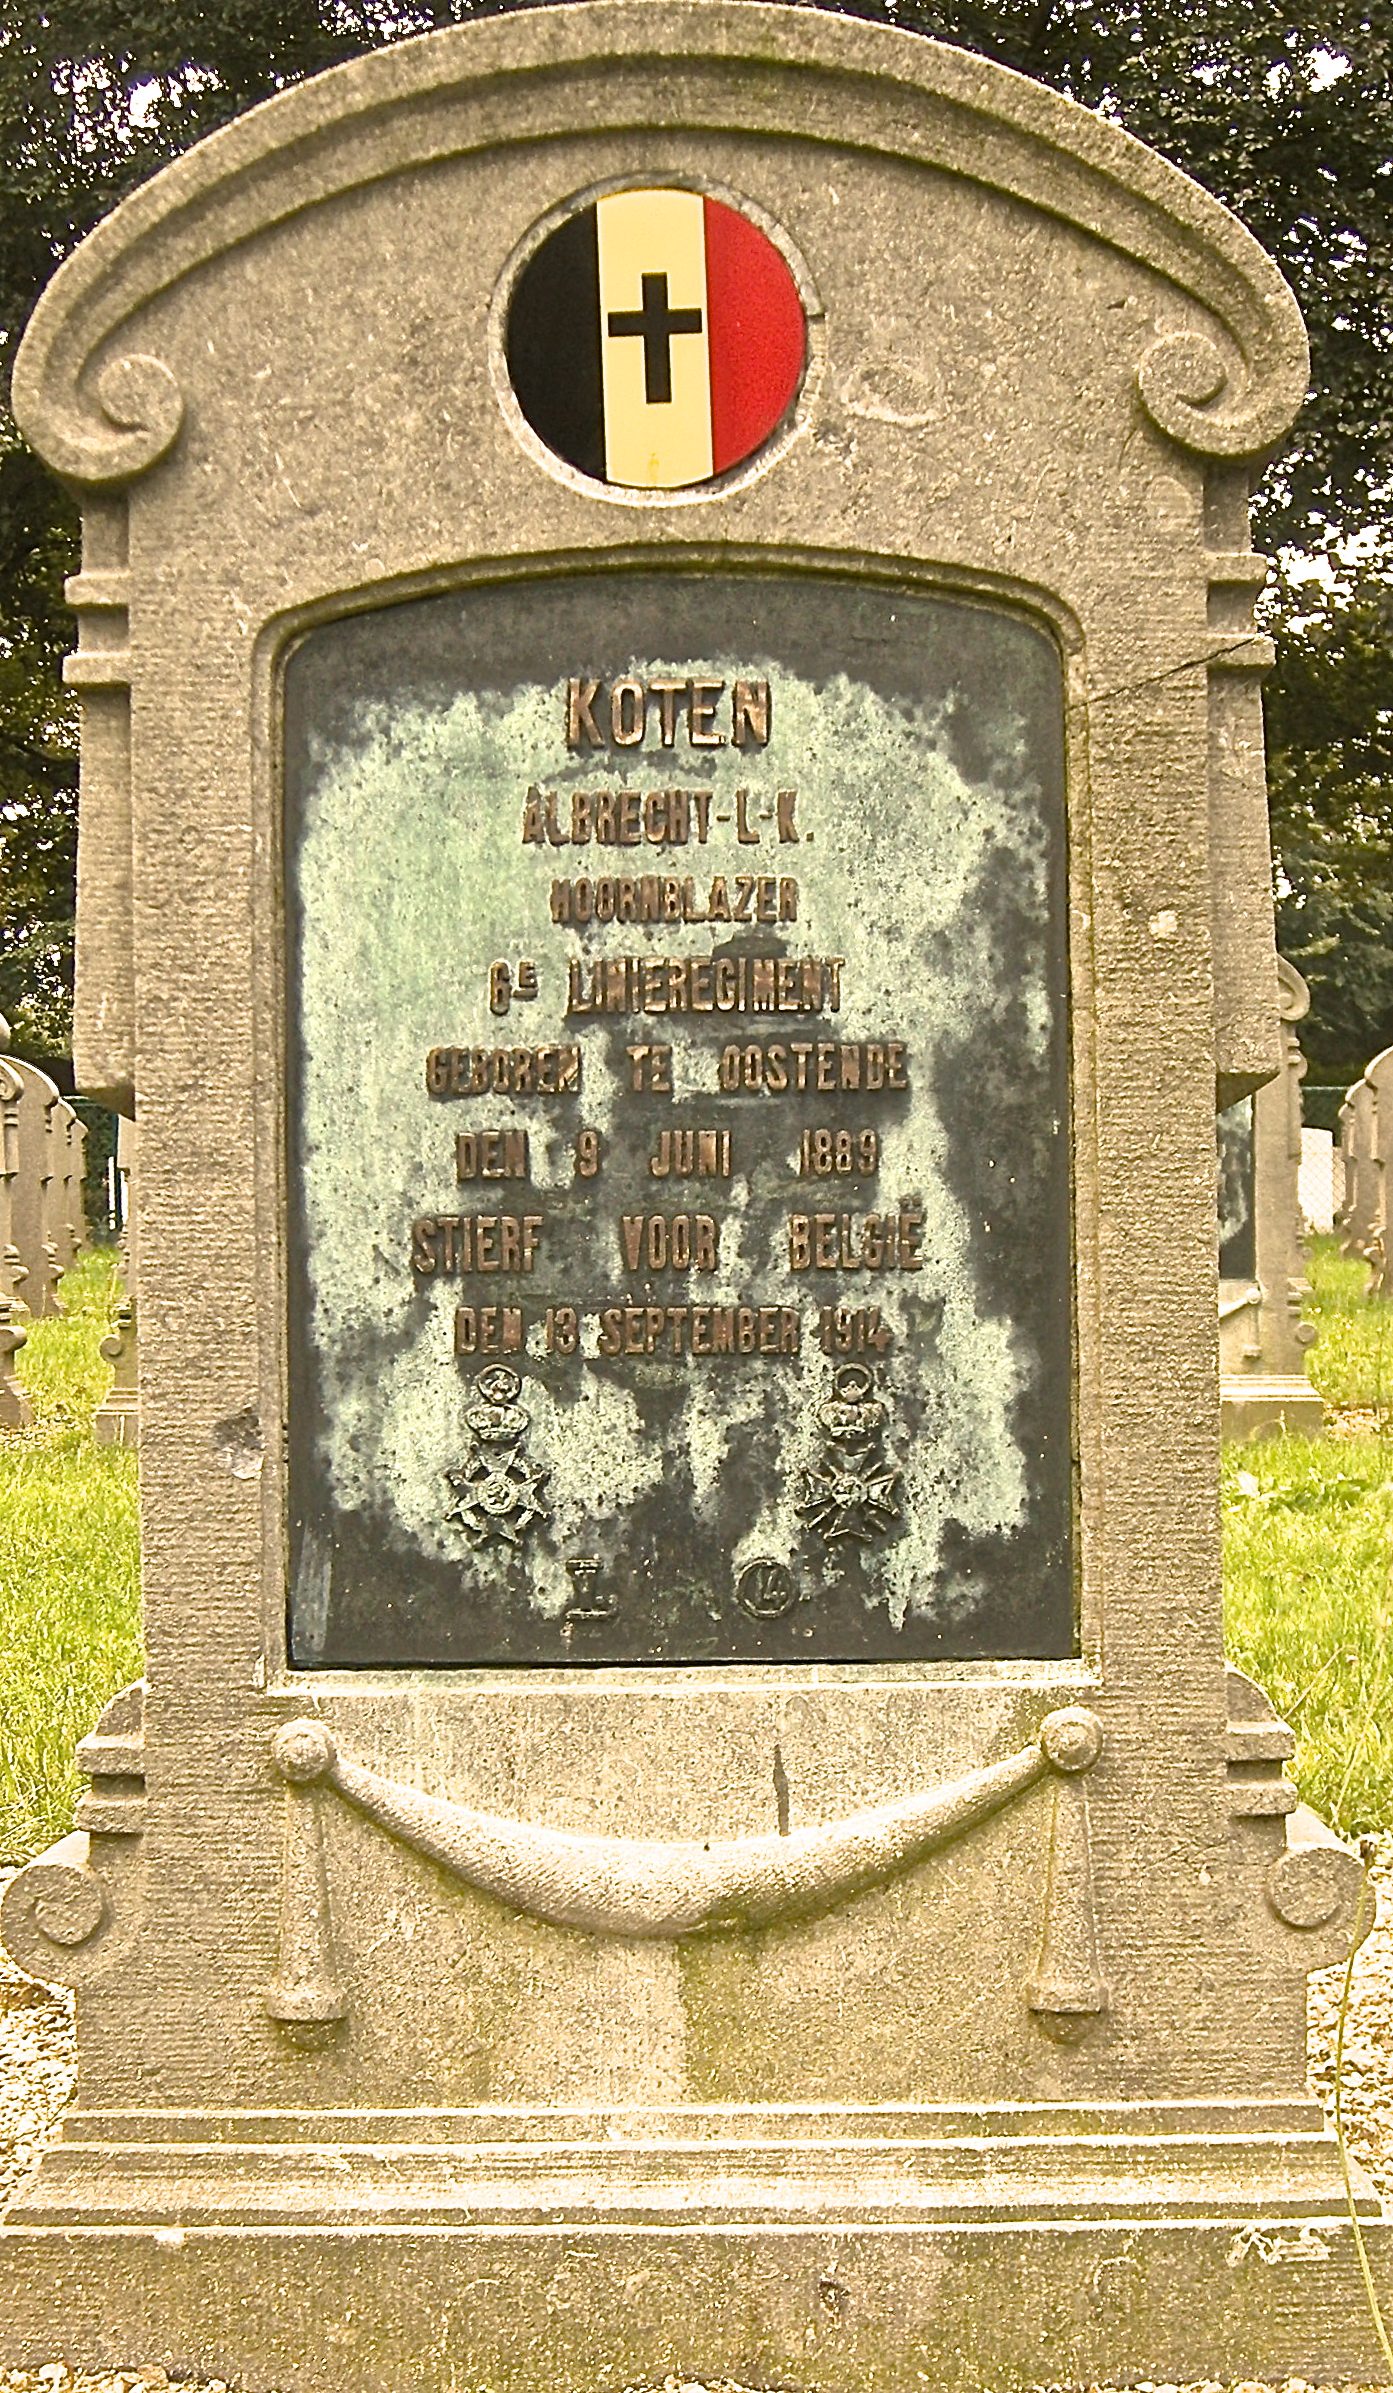 KOTEN
ALBRECHT-L-K.
HOORNBLAZER
6E LINIEREGIMENT
GEBOREN TE OOSTENDE
DEN 9 JUNI 1889
STIERF VOOR BELGIË
DEN 13 SEPTEMBER 1914.
L 14